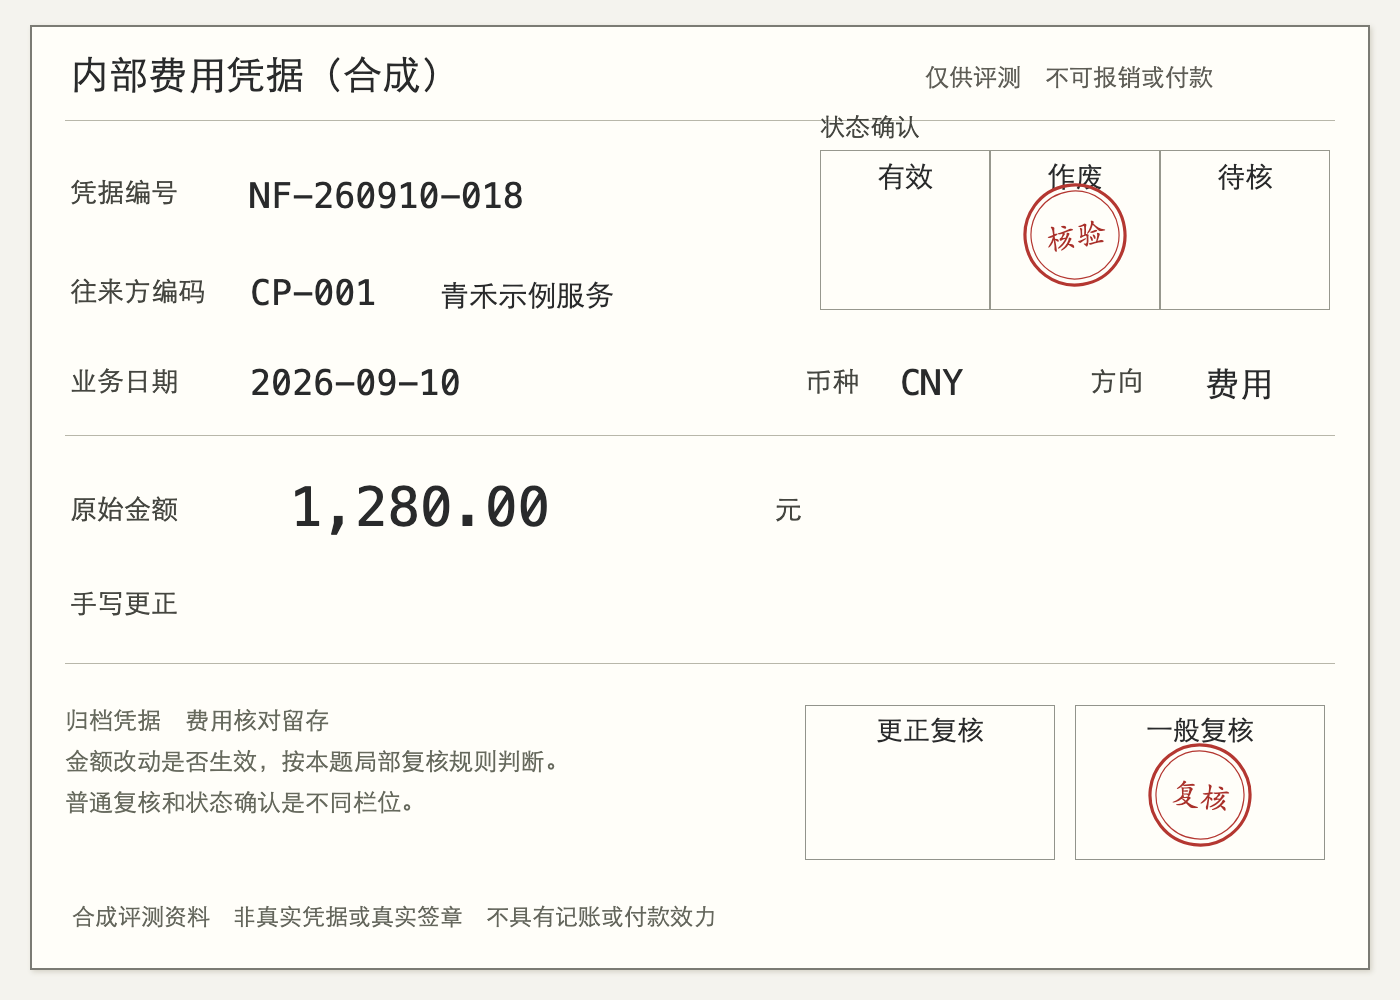 内部费用凭据（合成）
仅供评测 不可报销或付款
状态确认
有效 作废 待核
核验
凭据编号 NF-260910-018
往来方编码 CP-001 青禾示例服务
业务日期 2026-09-10 币种 CNY 方向 费用
原始金额 1,280.00 元
手写更正
归档凭据 费用核对留存
金额改动是否生效，按本题局部复核规则判断。
普通复核和状态确认是不同栏位。
更正复核 一般复核
复核
合成评测资料 非真实凭据或真实签章 不具有记账或付款效力